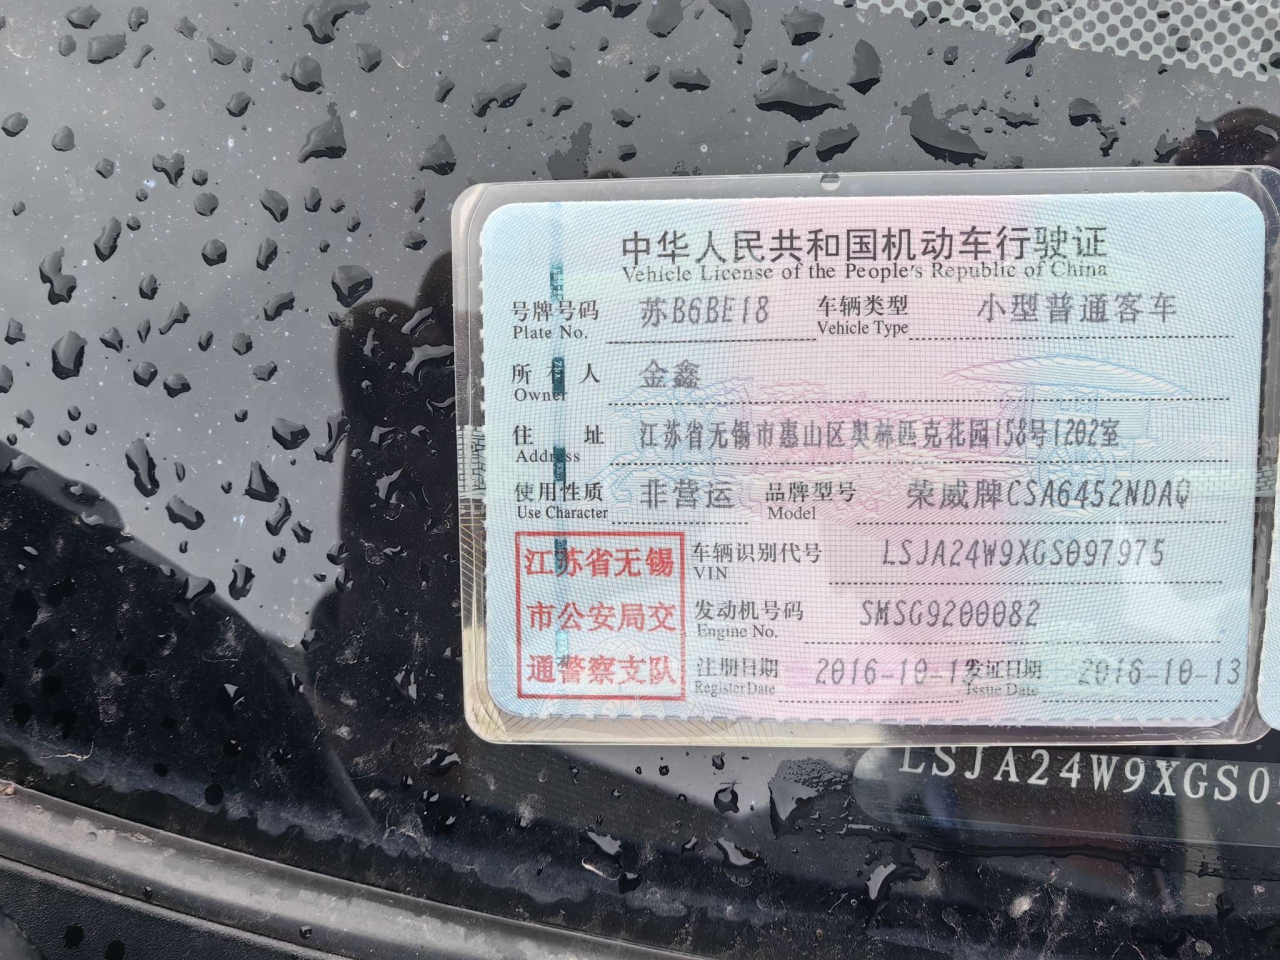 中华人民共和国机动车行驶证
Vehicle License of the People's Republic of China
号牌号码 苏B6BE18 车辆类型 小型普通客车
Plate No. Vehicle Type
所 人 金鑫
Owner
住 址 江苏省无锡市惠山区奥林匹克花园158号1202室
Address
使用性质 非营运 品牌型号 荣威牌CSA6452NDAQ
Use Character Model
江苏省无锡
市公安局交
通警察支队
车辆识别代号 LSJA24W9XGS097975
VIN
发动机号码 SMSG9200082
Engine No.
注册日期 2016-10-13 发证日期 2016-10-13
Register Date Issue Date
LSJA24W9XGS0